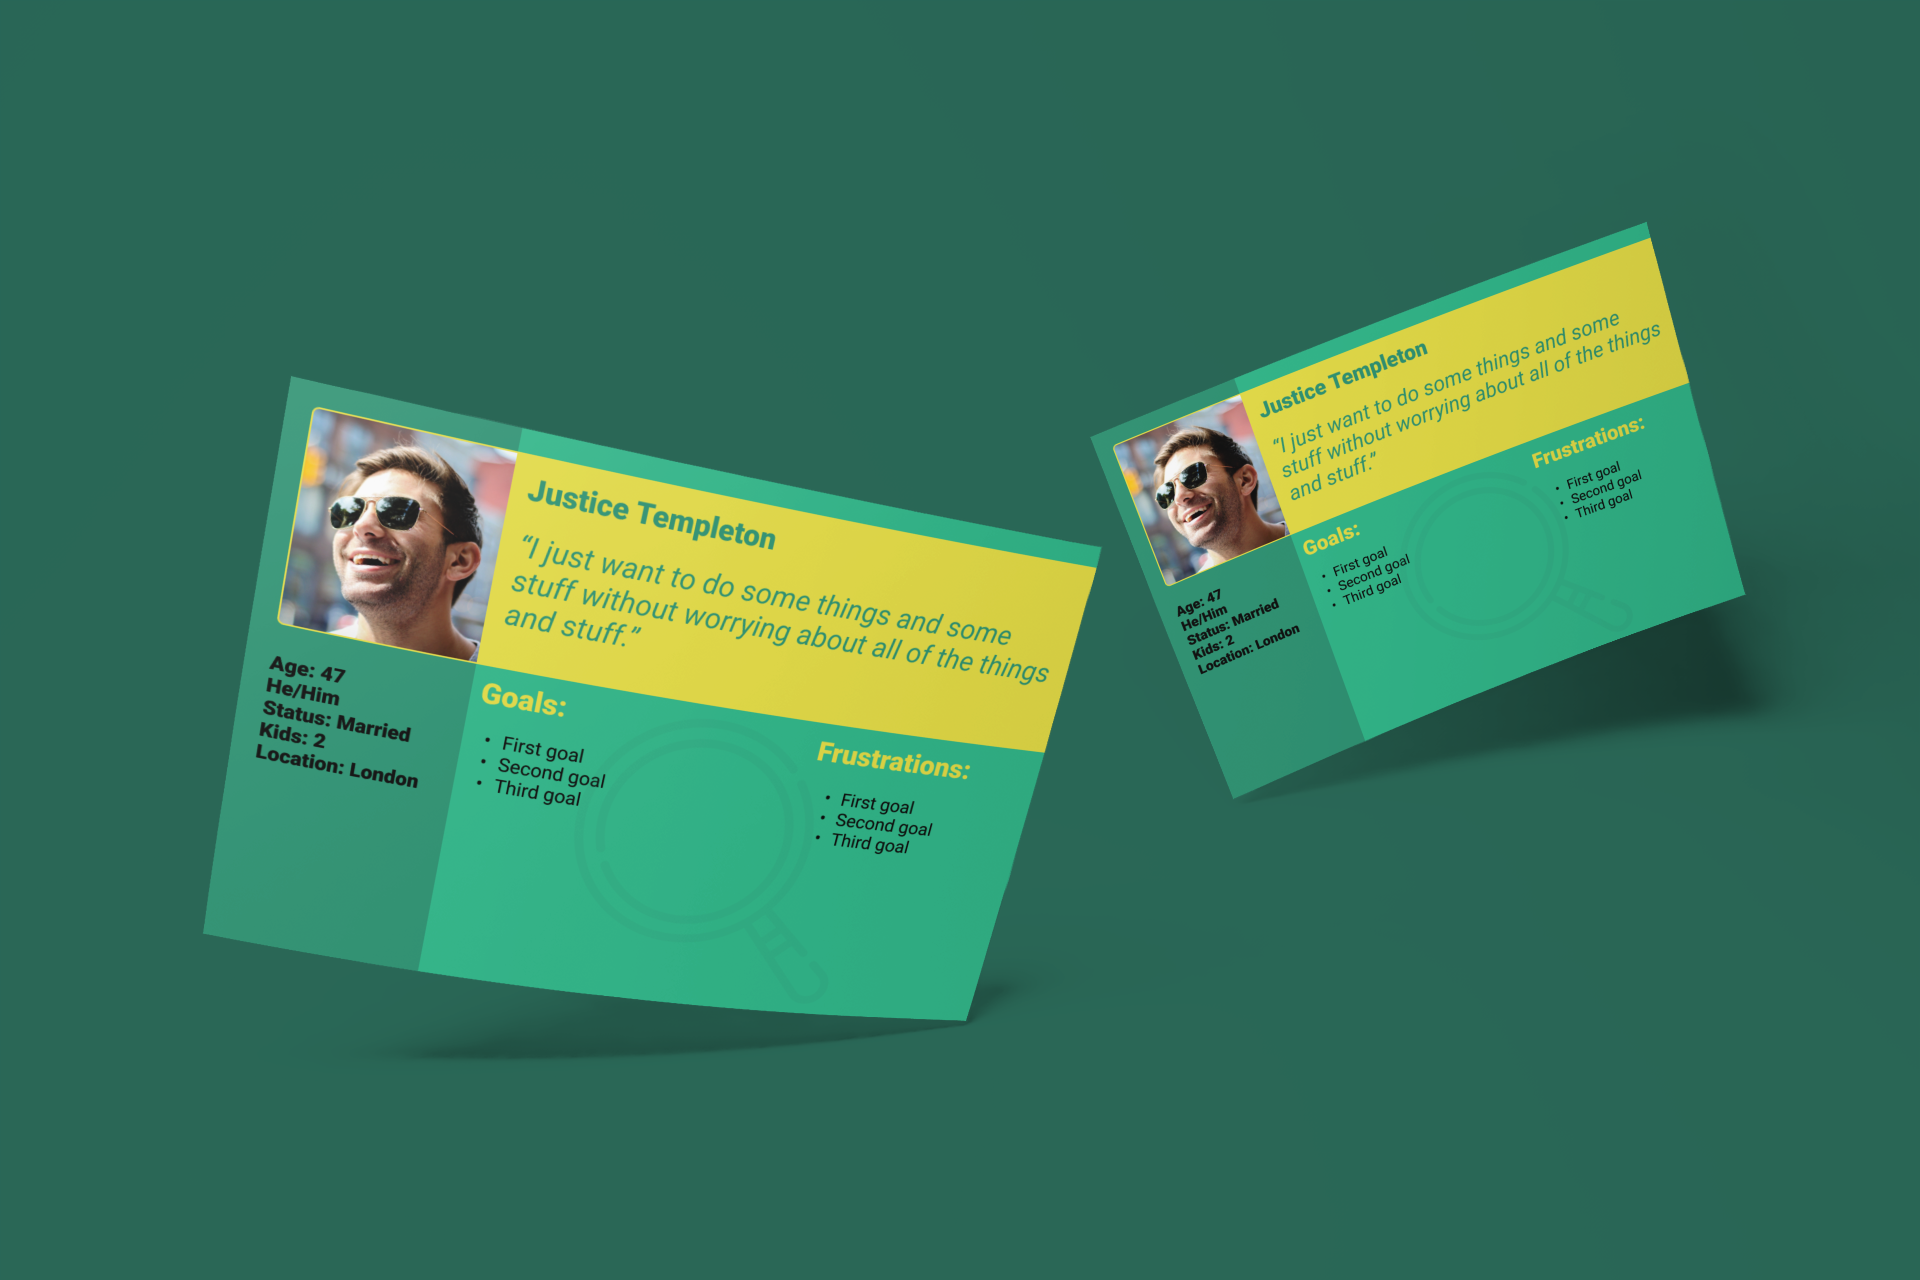 Justice Templeton
“I just want to do some things and some
stuff without worrying about all of the things
and stuff.”
Age: 47
He/Him
Status: Married
Kids: 2
Location: London
Goals:
• First goal
• Second goal
• Third goal
Frustrations:
• First goal
• Second goal
• Third goal
Justice Templeton
“I just want to do some things and some
stuff without worrying about all of the things
and stuff.”
Age: 47
He/Him
Status: Married
Kids: 2
Location: London
Goals:
• First goal
• Second goal
• Third goal
Frustrations:
• First goal
• Second goal
• Third goal